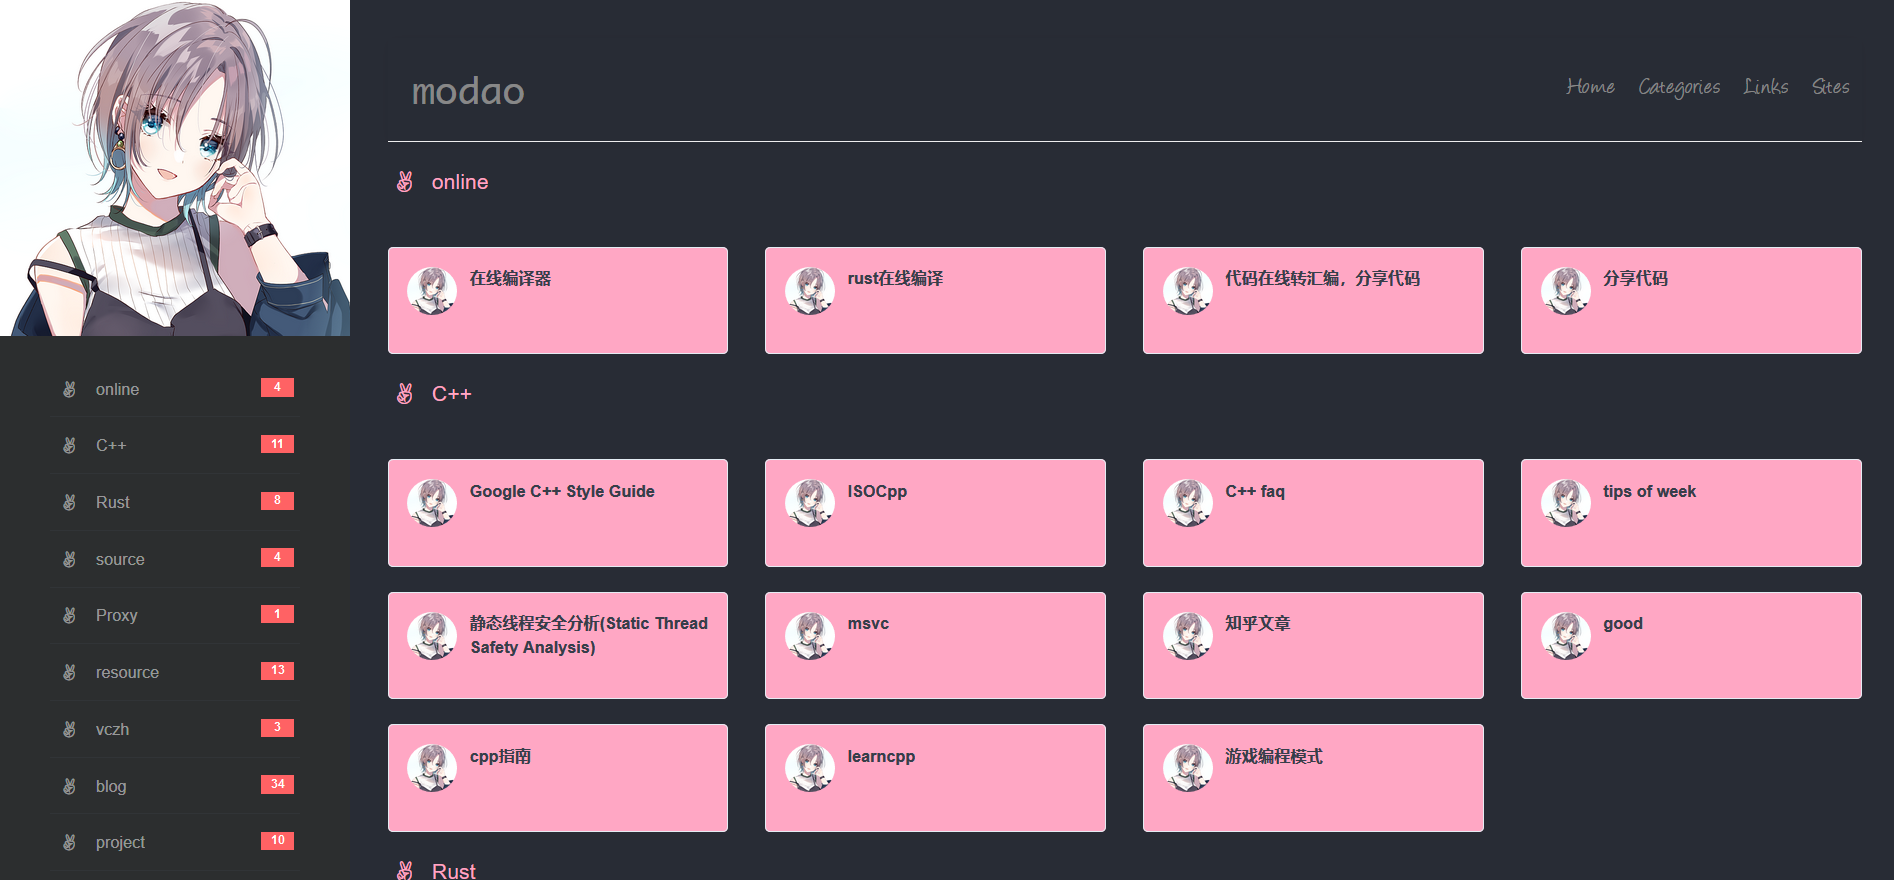 modao
Home Categories Links Sites
online
在线编译器
rust在线编译
代码在线转汇编，分享代码
分享代码
C++
Google C++ Style Guide
ISOCpp
C++ faq
tips of week
静态线程安全分析(Static Thread
Safety Analysis)
msvc
知乎文章
good
cpp指南
learncpp
游戏编程模式
Rust
online 4
C++ 11
Rust 8
source 4
Proxy 1
resource 13
vczh 3
blog 34
project 10